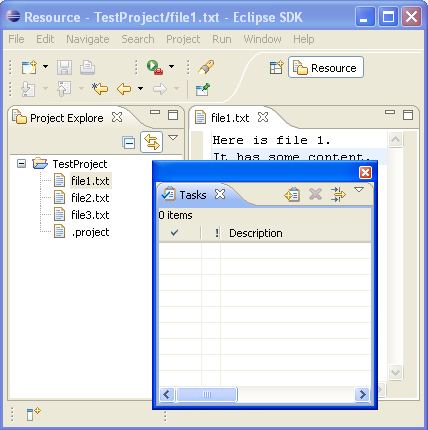 Resource - TestProject/file1.txt - Eclipse SDK
File Edit Navigate Search Project Run Window Help
Resource
Project Explore
file1.txt
Here is file 1.
It has some content.
TestProject
file1.txt
file2.txt
file3.txt
.project
Tasks
0 items
! Description